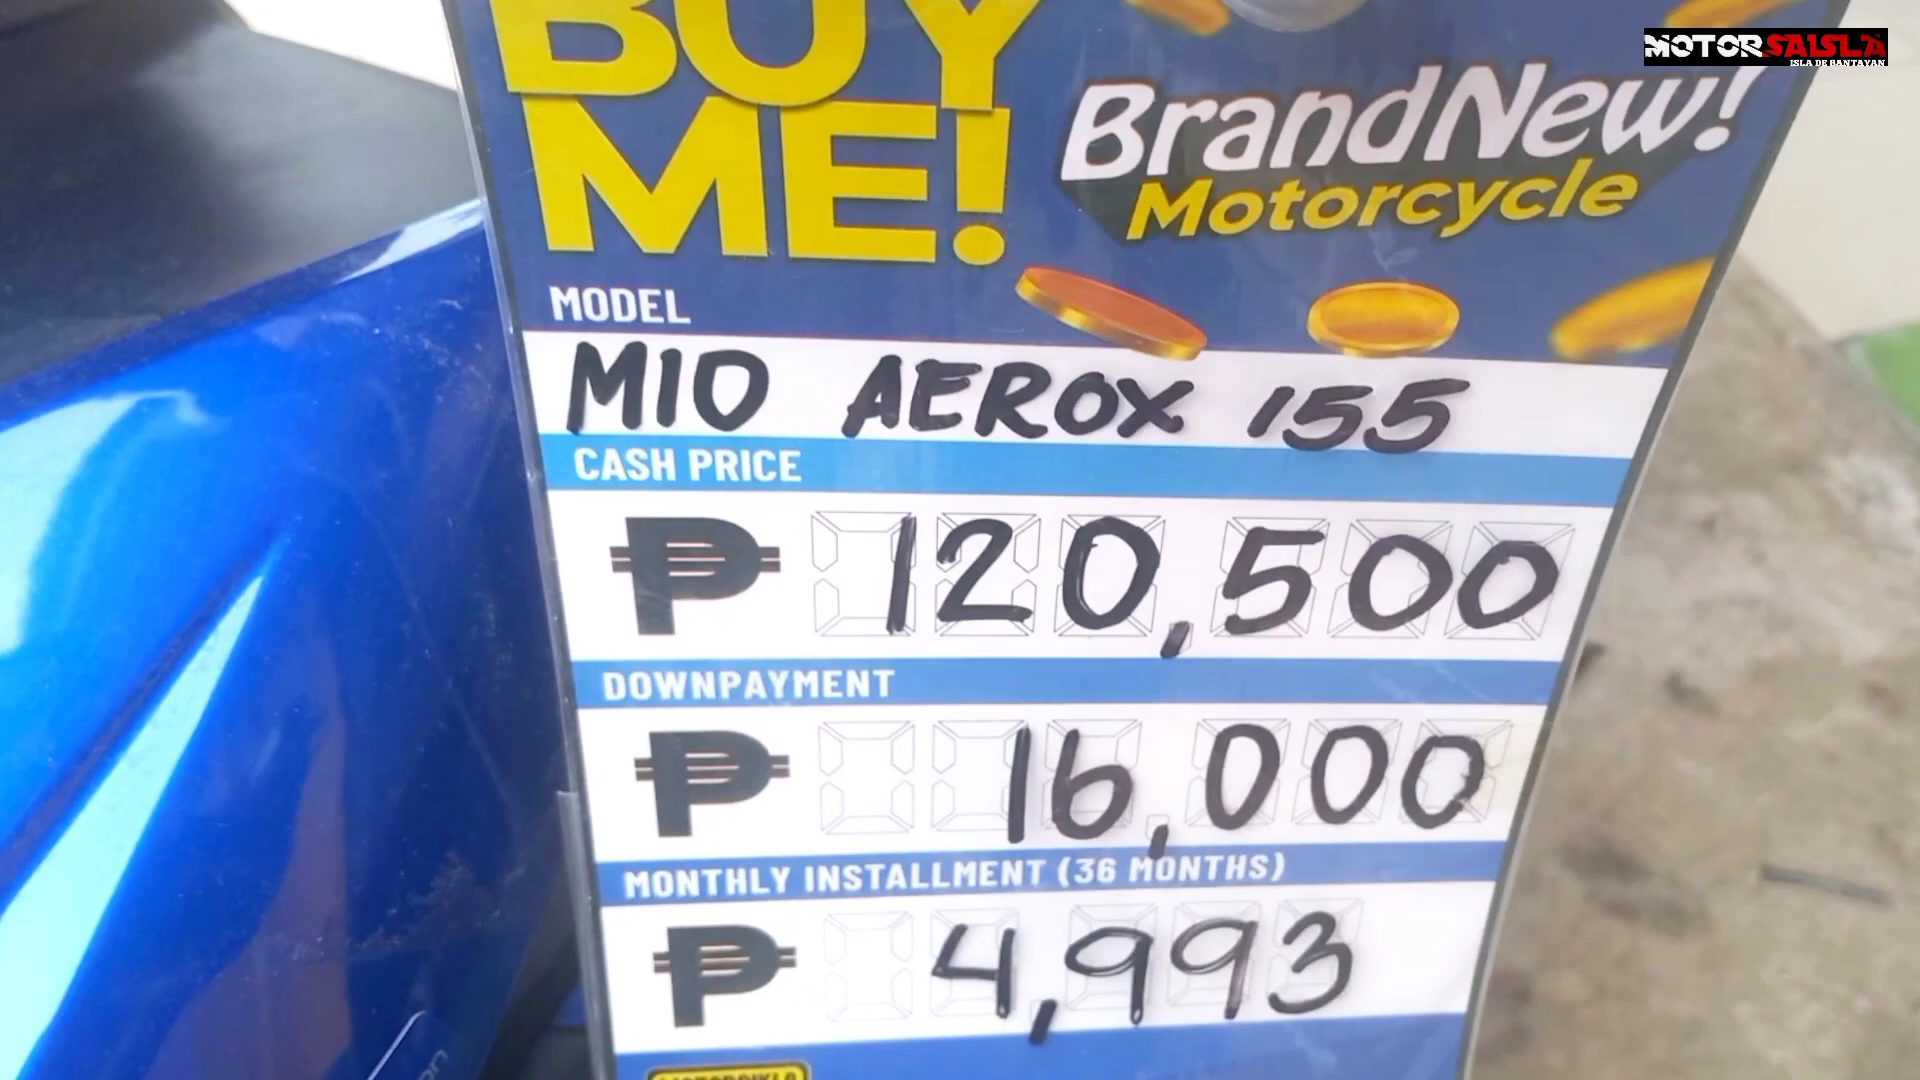 MOTORSAISLA
ISLA DE BANTAYAN
BUY
ME!
BrandNew!
Motorcycle
MODEL
MIO AEROX 155
CASH PRICE
₱ 120,500
DOWNPAYMENT
₱ 16,000
MONTHLY INSTALLMENT (36 MONTHS)
₱ 4,993